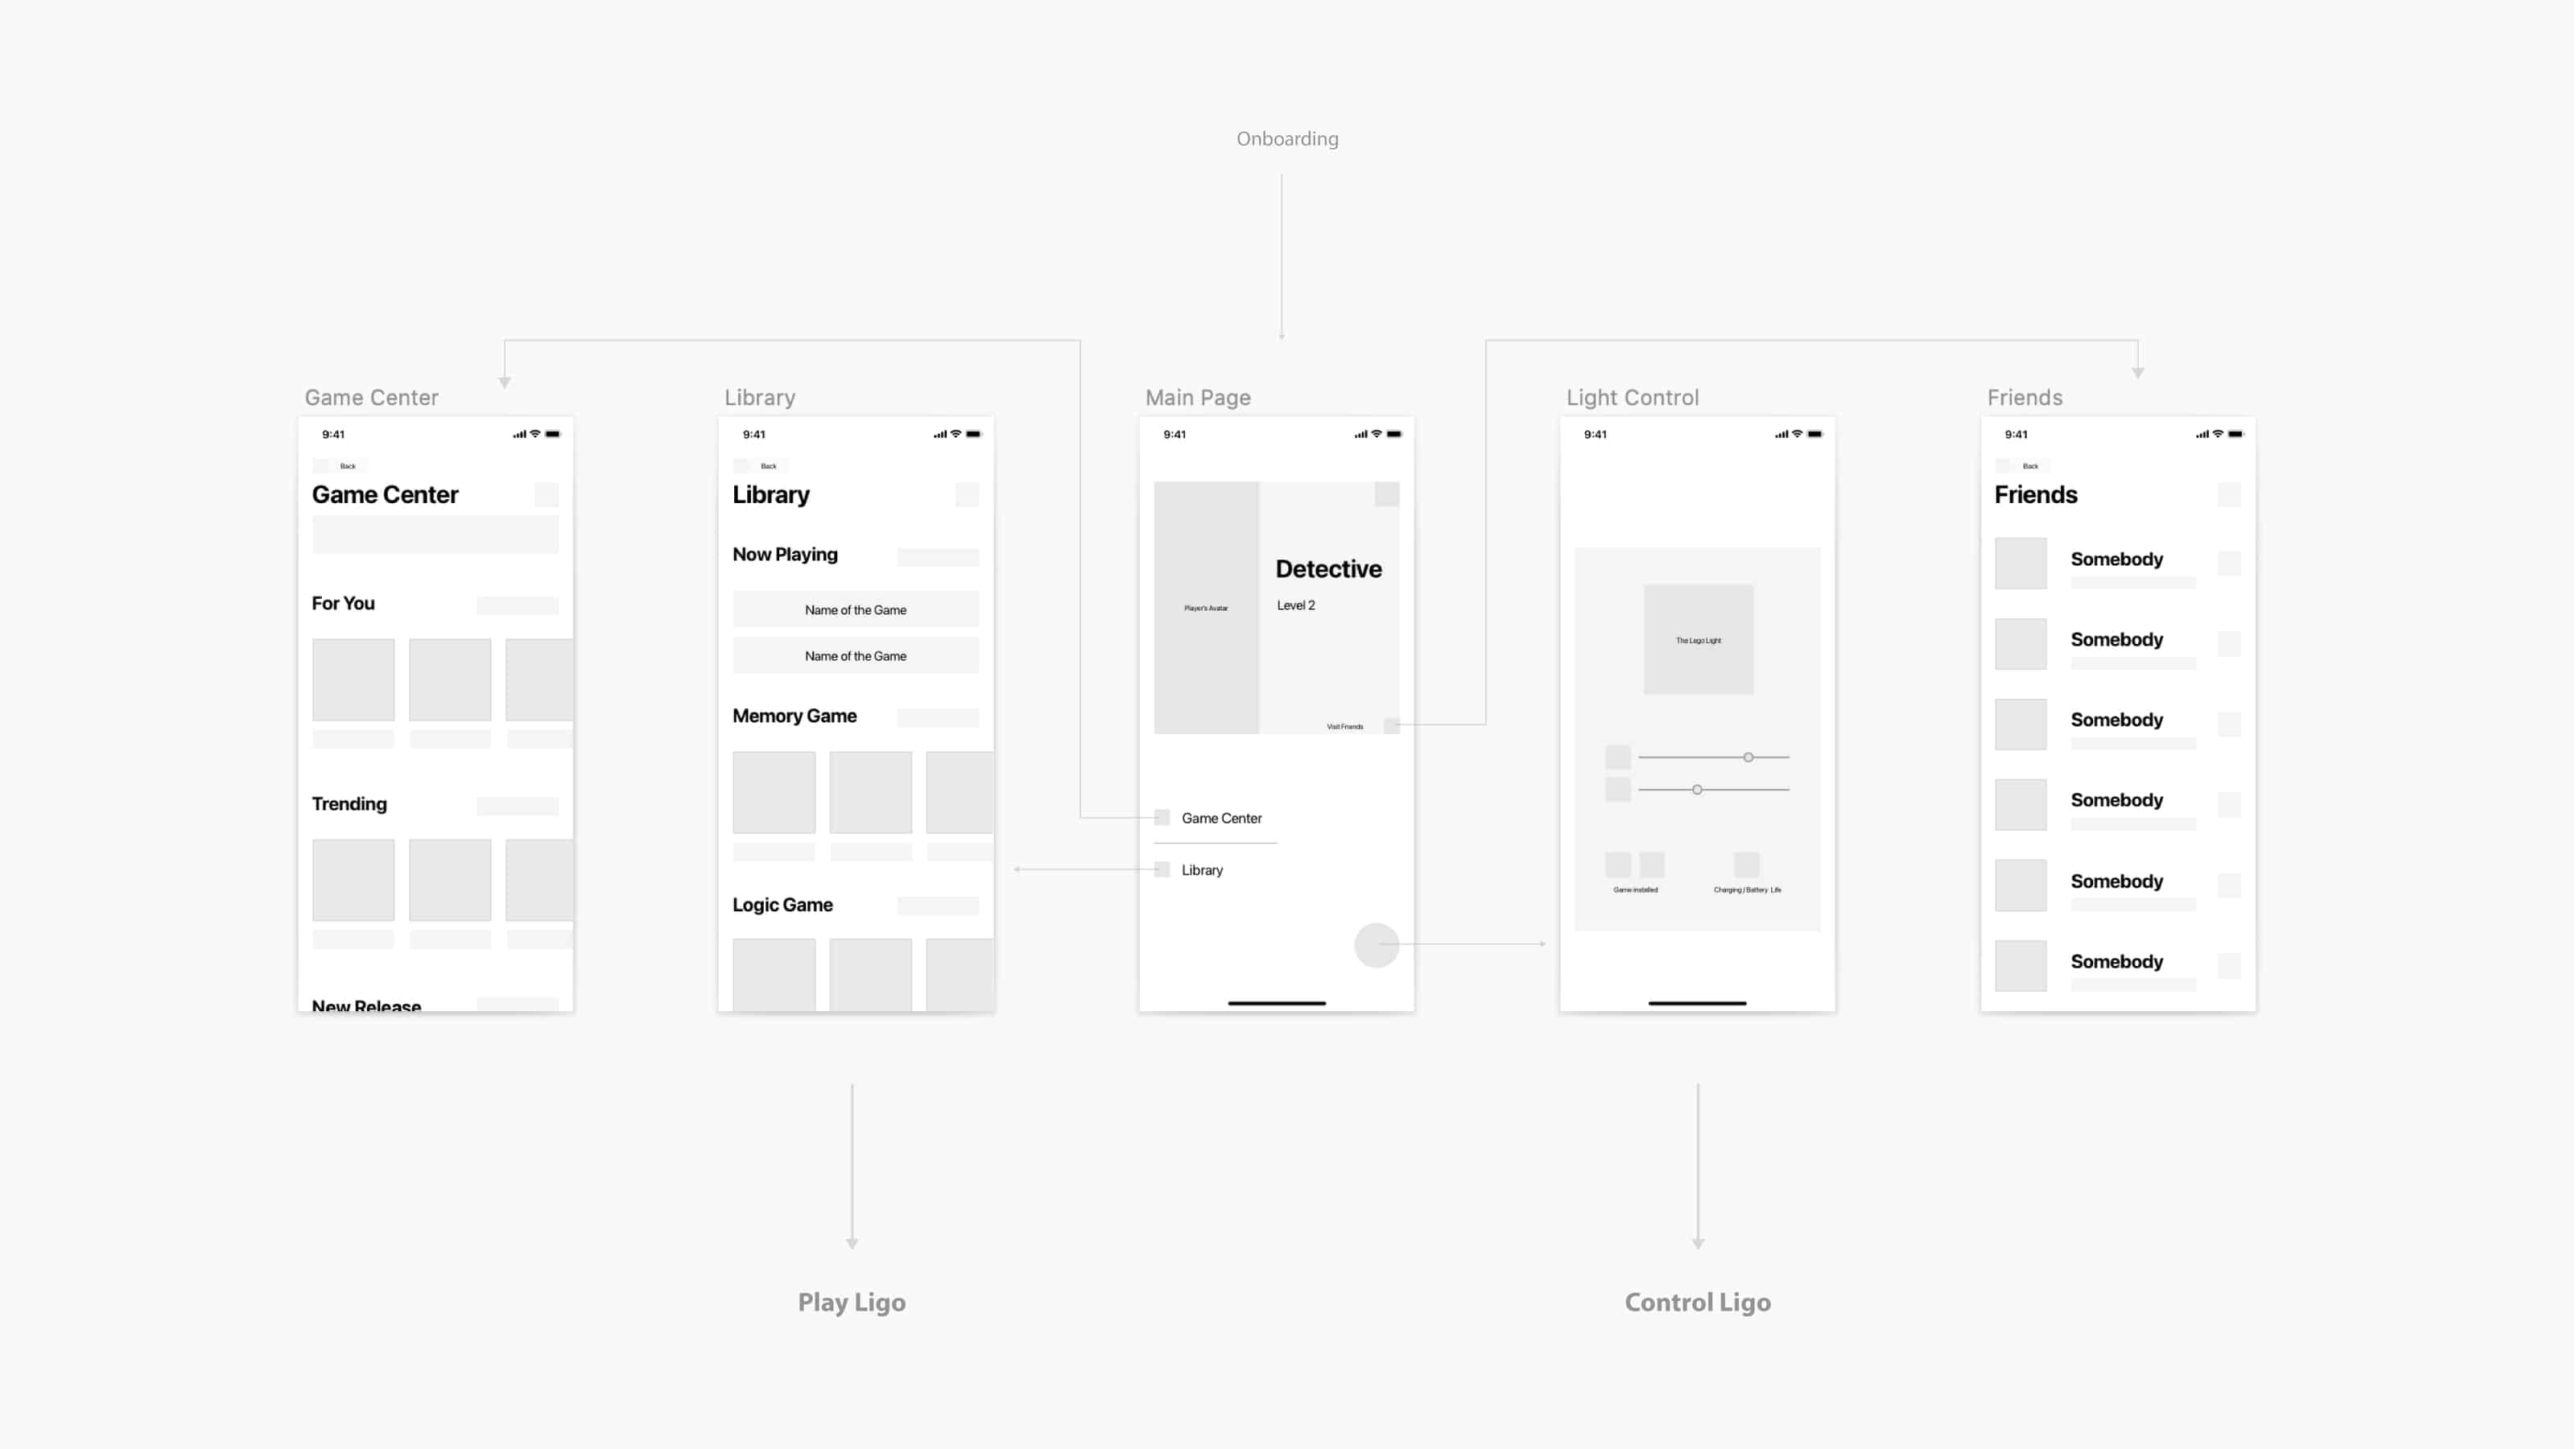 Onboarding
Game Center
9:41
Back
Game Center
For You
Trending
New Release
Library
9:41
Back
Library
Now Playing
Name of the Game
Name of the Game
Memory Game
Logic Game
Main Page
9:41
Player's Avatar
Detective
Level 2
Visit Friends
Game Center
Library
Light Control
9:41
The Lego Light
Game installed
Charging / Battery Life
Friends
9:41
Back
Friends
Somebody
Somebody
Somebody
Somebody
Somebody
Somebody
Play Ligo
Control Ligo